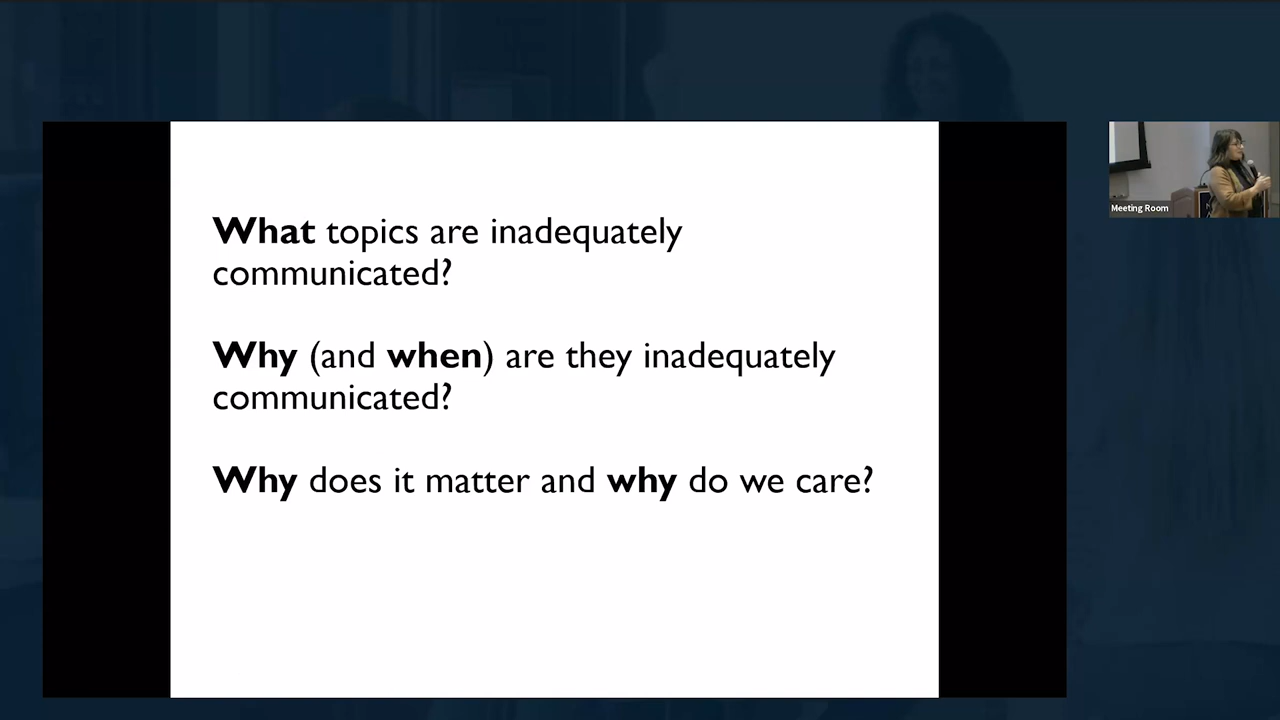 What topics are inadequately
communicated?
Why (and when) are they inadequately
communicated?
Why does it matter and why do we care?
Meeting Room